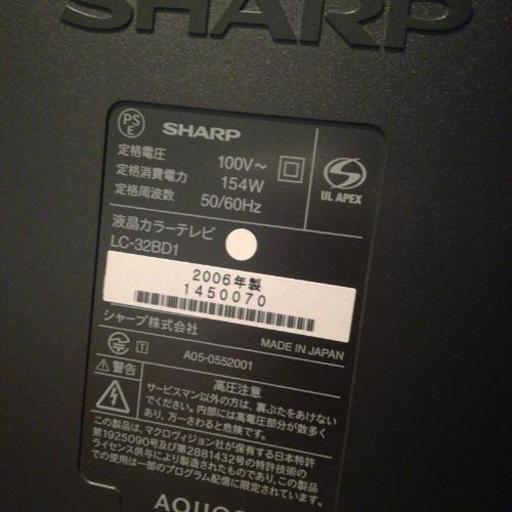 SHARP
PS
E
SHARP
定格電圧 100V～
定格消費電力 154W
定格周波数 50/60Hz
UL APEX
液晶カラーテレビ
LC-32BD1
2006年製
1450070
シャープ株式会社
MADE IN JAPAN
T
A05-0552001
⚠警告
高圧注意
サービスマン以外の方は、裏ぶたをあけない
でください。内部には高電圧部分が数多く
あり、万一さわると危険です。
この製品は、マクロヴィジョン社が保有する日本特許
第1925090号及び第2881432号の特許技術の
ライセンス供与により製造されたものであり、この製品
での使用は一部のプログラム配信に限定されています。
AQUOS